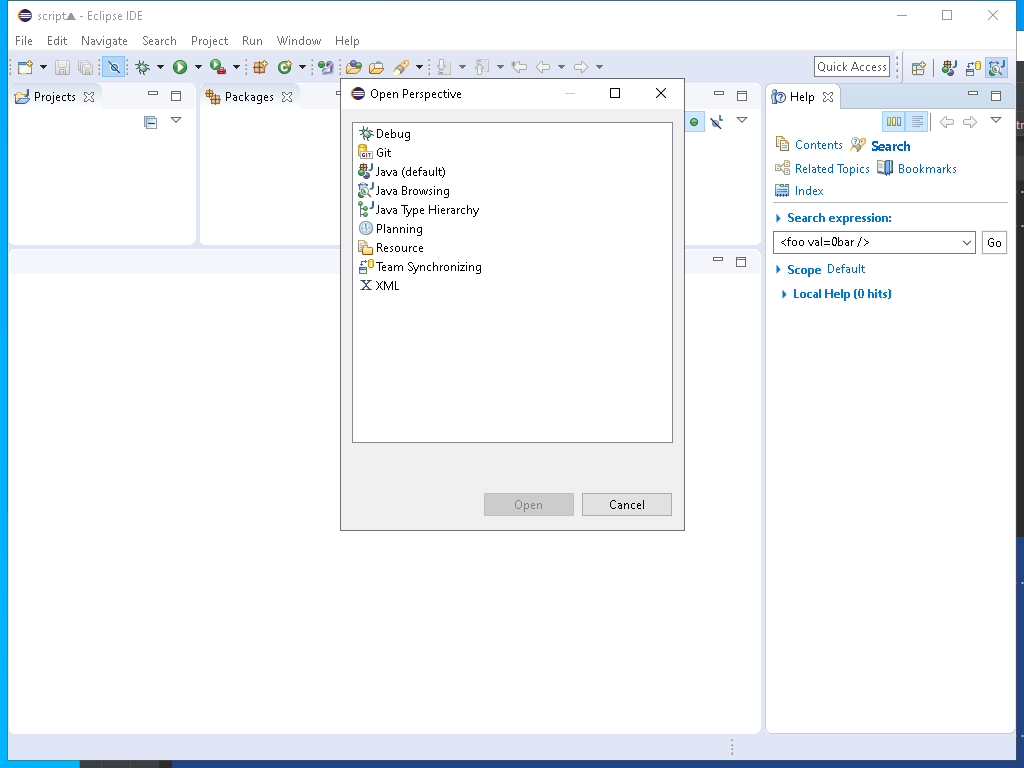 script▲ - Eclipse IDE
File Edit Navigate Search Project Run Window Help
Quick Access
Projects
Packages
Help
Open Perspective
Debug
Git
Java (default)
Java Browsing
Java Type Hierarchy
Planning
Resource
Team Synchronizing
XML
Open Cancel
Contents Search
Related Topics Bookmarks
Index
Search expression:
<foo val=0bar /> Go
Scope Default
Local Help (0 hits)